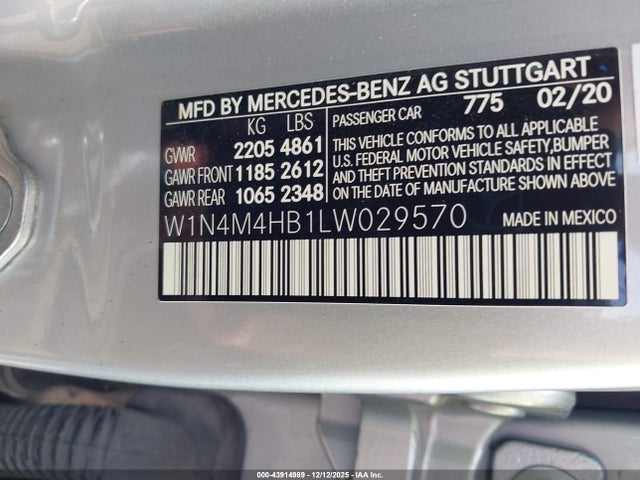 MFD BY MERCEDES-BENZ AG STUTTGART
KG LBS
GVWR 2205 4861
GAWR FRONT 1185 2612
GAWR REAR 1065 2348
PASSENGER CAR 775 02/20
THIS VEHICLE CONFORMS TO ALL APPLICABLE
U.S. FEDERAL MOTOR VEHICLE SAFETY,BUMPER
AND THEFT PREVENTION STANDARDS IN EFFECT
ON THE DATE OF MANUFACTURE SHOWN ABOVE.
W1N4M4HB1LW029570 MADE IN MEXICO
000-43914989 | 12/12/2025 - IAA Inc.